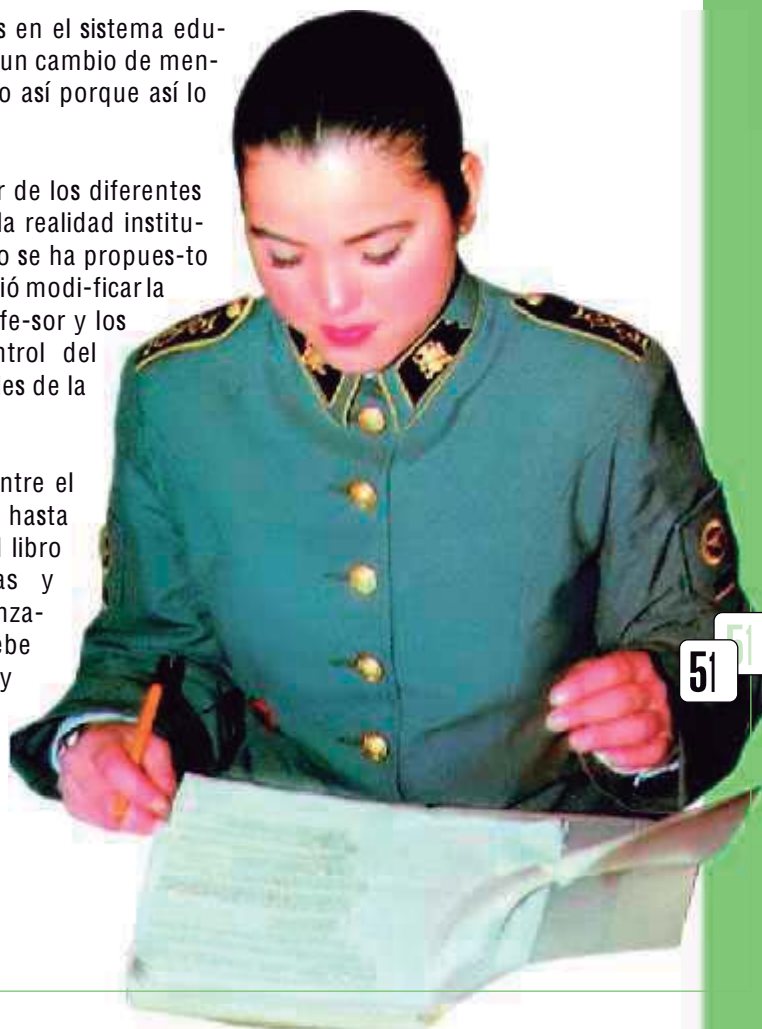 s en el sistema edu-
un cambio de men-
o así porque así lo
r de los diferentes
la realidad institu-
o se ha propues-to
ió modi-ficar la
fe-sor y los
ntrol del
es de la
ntre el
hasta
l libro
as y
nza-
ebe
y
51
51